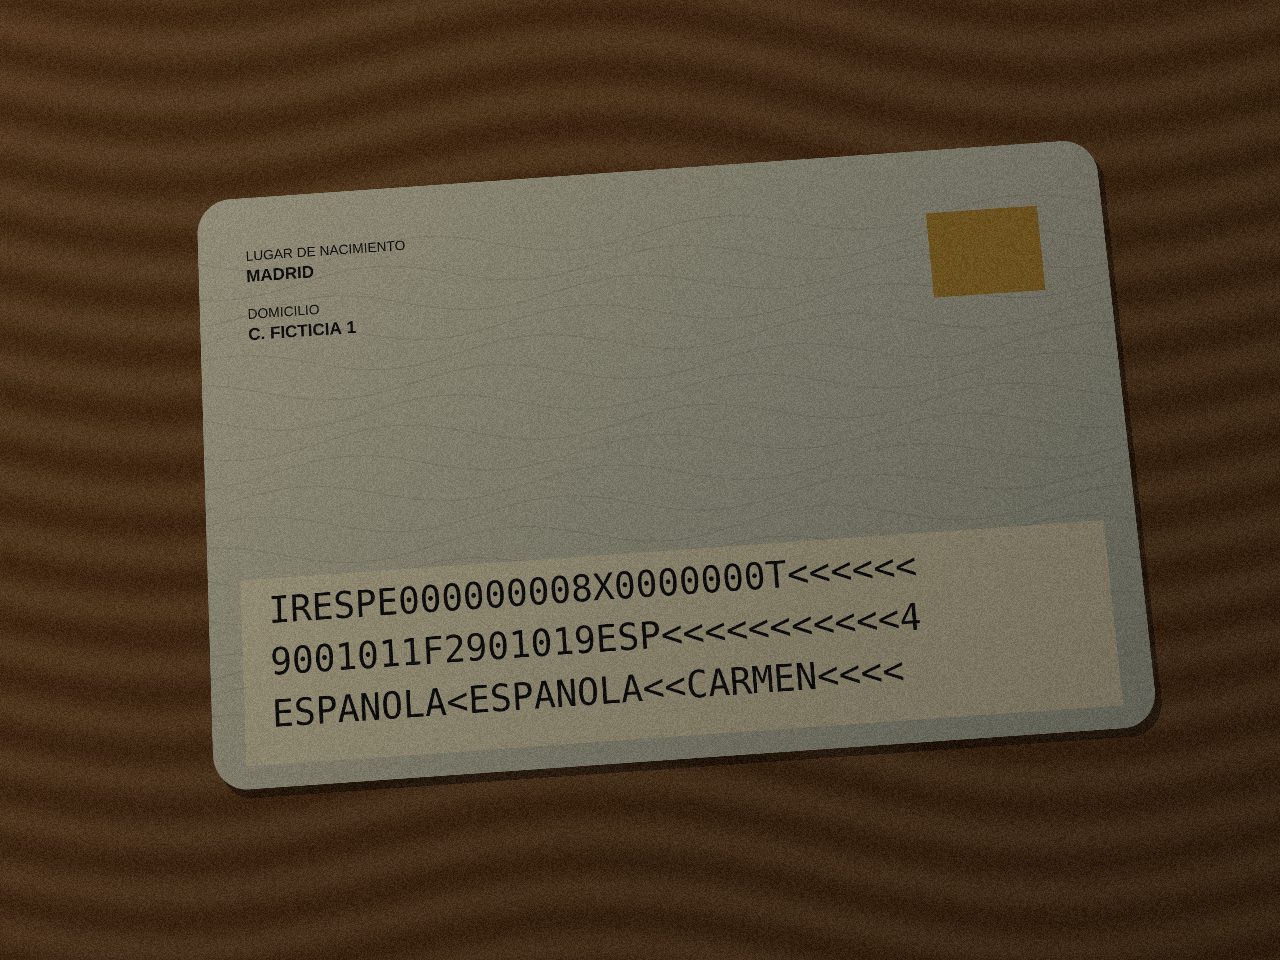 LUGAR DE NACIMIENTO
MADRID
DOMICILIO
C. FICTICIA 1
IRESPE000000008X0000000T<<<<<<
9001011F2901019ESP<<<<<<<<<<<4
ESPANOLA<ESPANOLA<<CARMEN<<<<